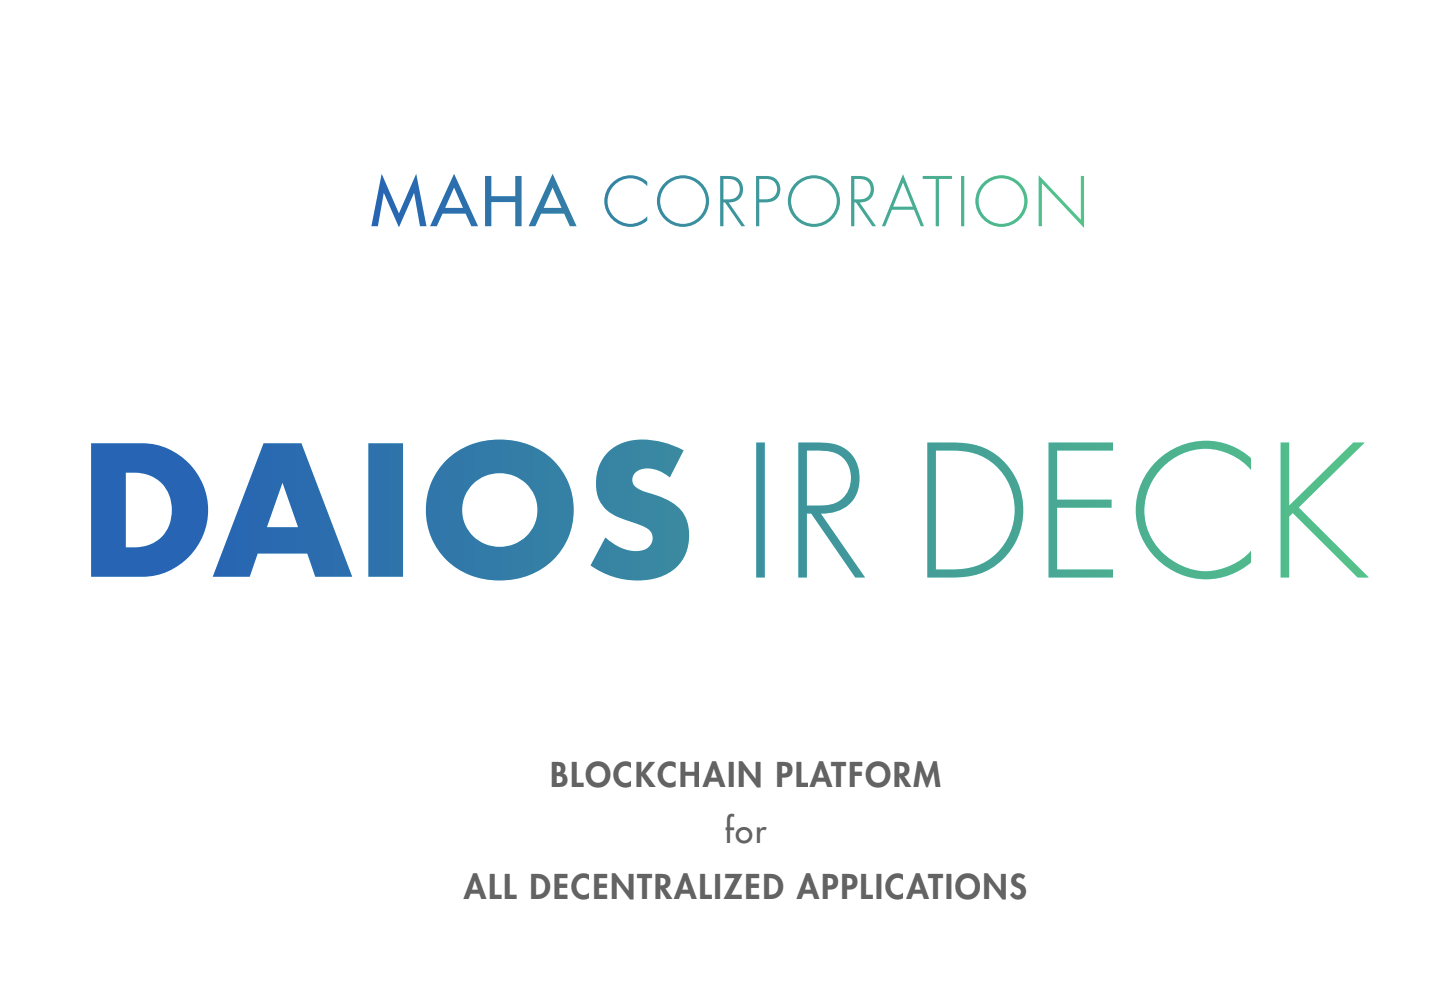 MAHA CORPORATION
DAIOS IR DECK
BLOCKCHAIN PLATFORM
for
ALL DECENTRALIZED APPLICATIONS